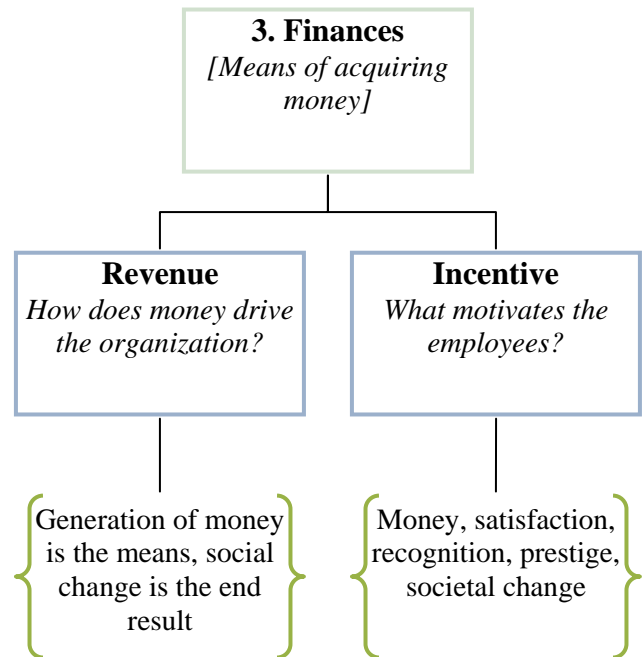 3. Finances
[Means of acquiring
money]
Revenue
How does money drive
the organization?
Incentive
What motivates the
employees?
Generation of money
is the means, social
change is the end
result
Money, satisfaction,
recognition, prestige,
societal change